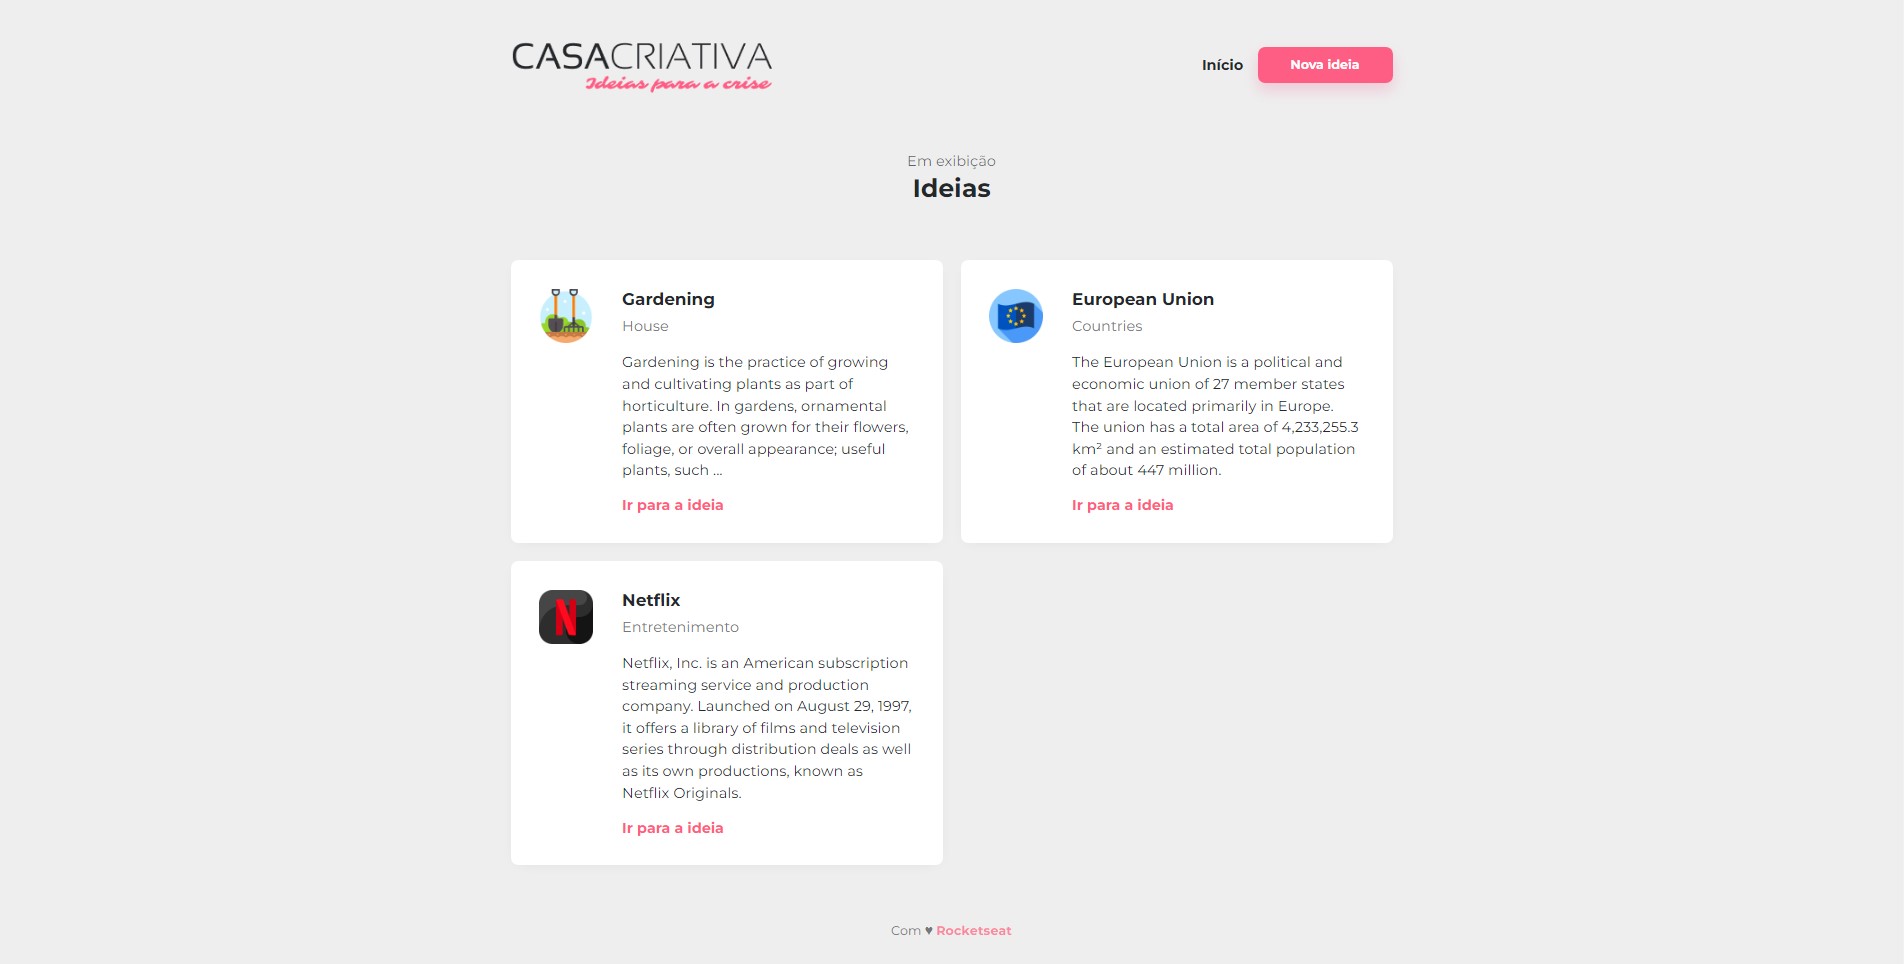 CASACRIATIVA
Ideias para a crise
Início
Nova ideia
Em exibição
Ideias
Gardening
House
Gardening is the practice of growing
and cultivating plants as part of
horticulture. In gardens, ornamental
plants are often grown for their flowers,
foliage, or overall appearance; useful
plants, such ...
Ir para a ideia
European Union
Countries
The European Union is a political and
economic union of 27 member states
that are located primarily in Europe.
The union has a total area of 4,233,255.3
km² and an estimated total population
of about 447 million.
Ir para a ideia
N
Netflix
Entretenimento
Netflix, Inc. is an American subscription
streaming service and production
company. Launched on August 29, 1997,
it offers a library of films and television
series through distribution deals as well
as its own productions, known as
Netflix Originals.
Ir para a ideia
Com ♥ Rocketseat